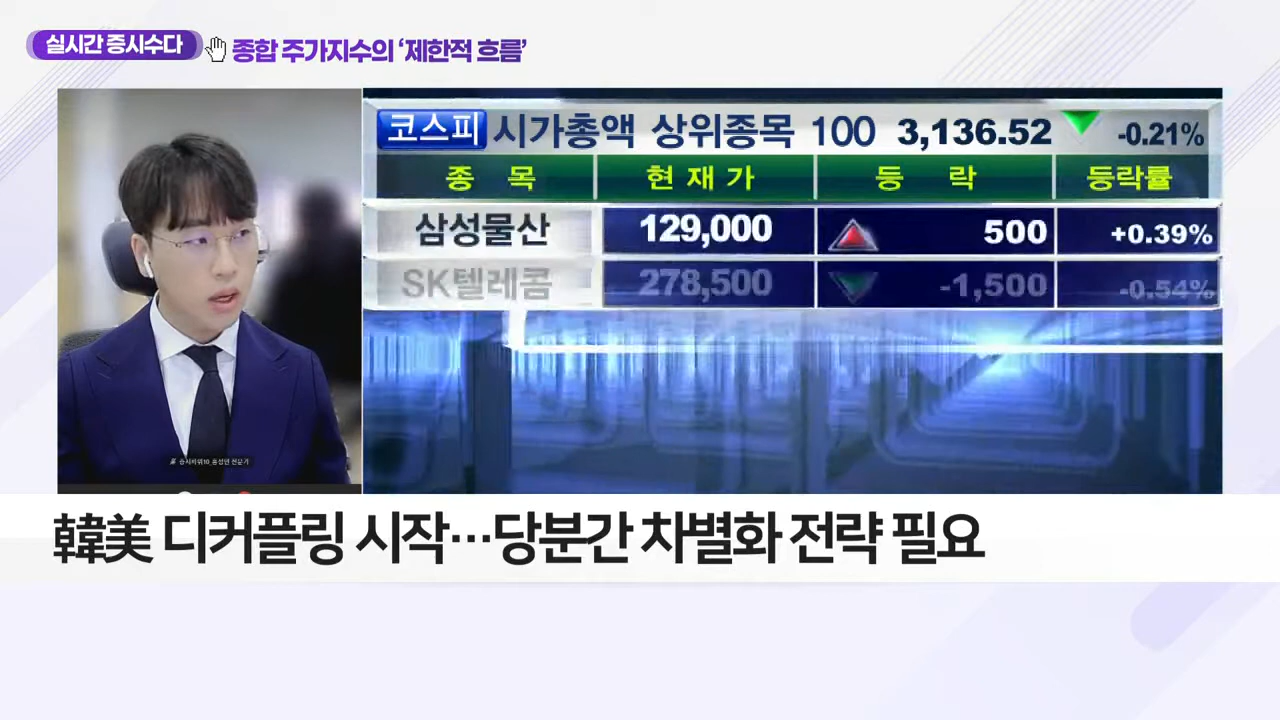 실시간 증시수다
종합 주가지수의 ‘제한적 흐름’
코스피 시가총액 상위종목 100 3,136.52 -0.21%
종 목 현 재 가 등 락 등락률
삼성물산 129,000 500 +0.39%
SK텔레콤 278,500 -1,500 -0.54%
韓美 디커플링 시작…당분간 차별화 전략 필요